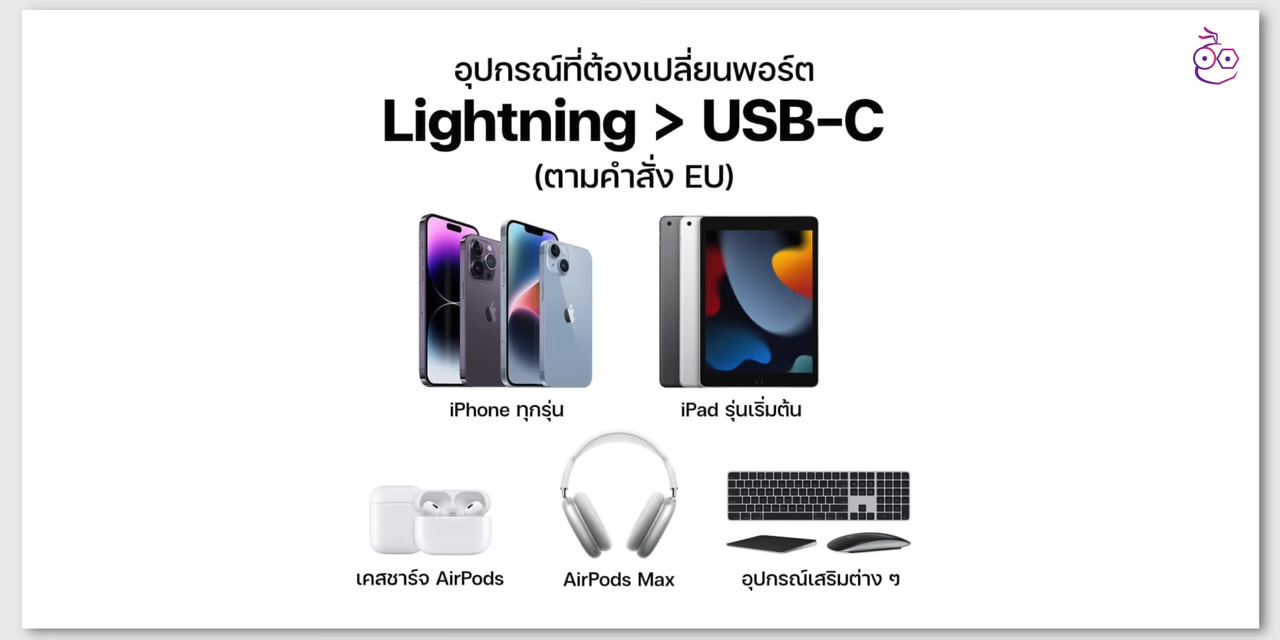 อุปกรณ์ที่ต้องเปลี่ยนพอร์ต
Lightning > USB-C
(ตามคำสั่ง EU)
iPhone ทุกรุ่น
iPad รุ่นเริ่มต้น
เคสชาร์จ AirPods
AirPods Max
อุปกรณ์เสริมต่าง ๆ